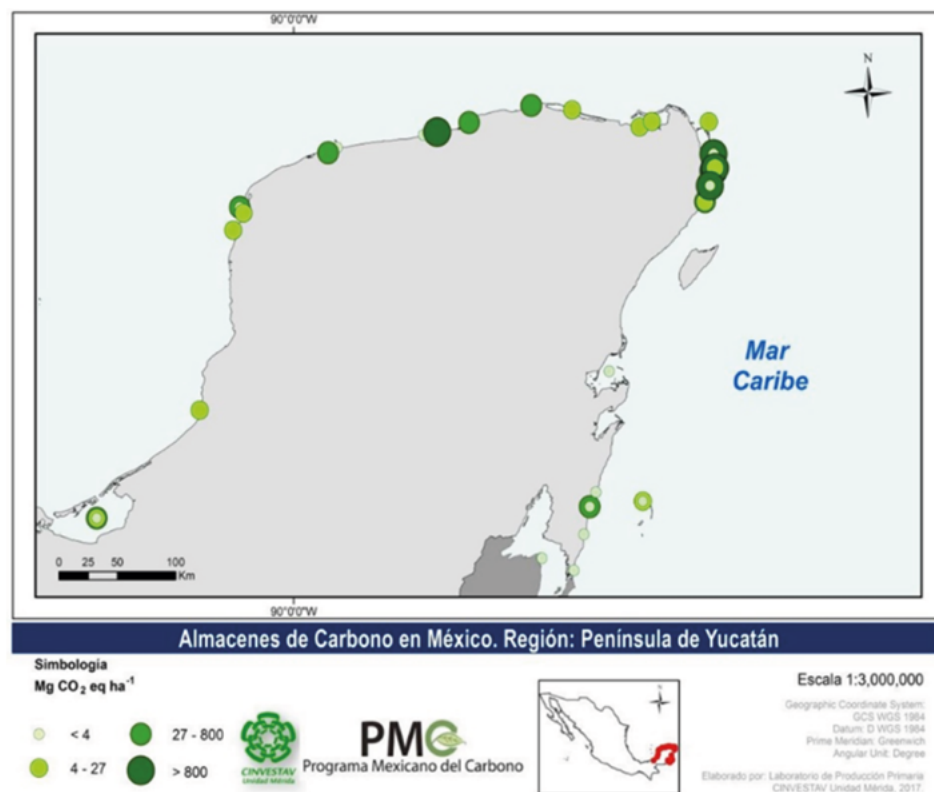 90°0'0"W
N
Mar
Caribe
0 25 50 100
Km
90°0'0"W
Almacenes de Carbono en México. Región: Península de Yucatán
Simbología
Mg CO₂ eq ha⁻¹
< 4
27 - 800
4 - 27
> 800
CINVESTAV
Unidad Mérida
PMC
Programa Mexicano del Carbono
Escala 1:3,000,000
Geographic Coordinate System:
GCS WGS 1984
Datum: D WGS 1984
Prime Meridian: Greenwich
Angular Unit: Degree
Elaborado por: Laboratorio de Producción Primaria
CINVESTAV Unidad Mérida, 2017.